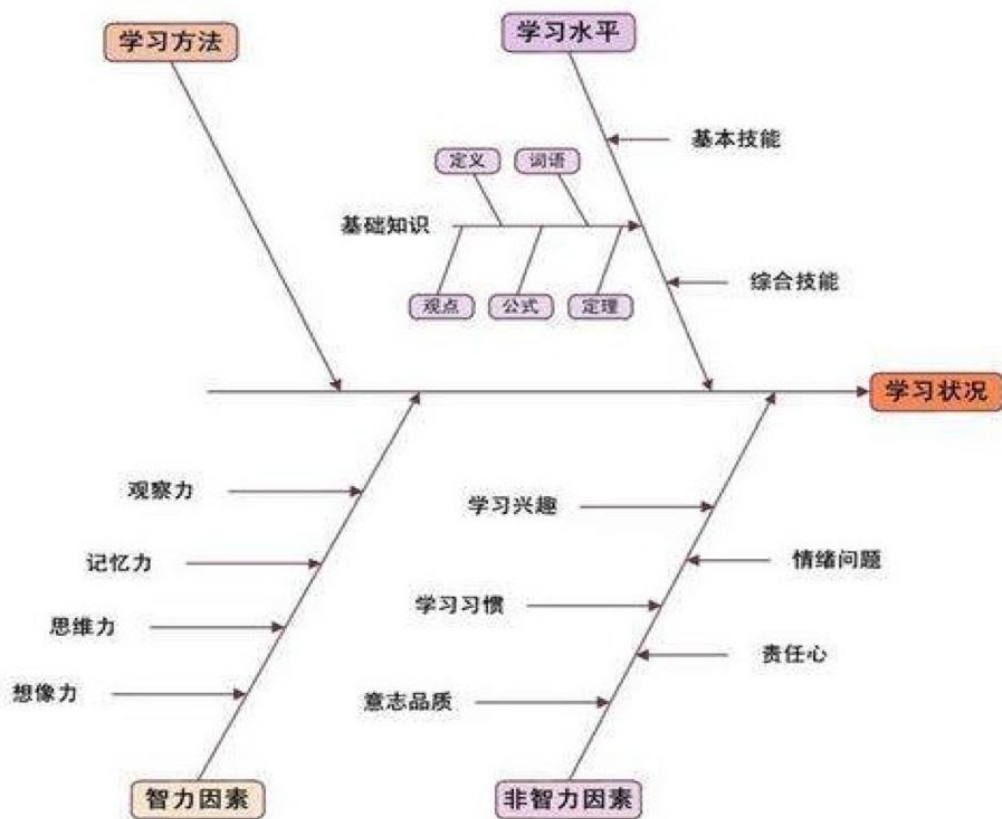 学习方法
学习水平
基本技能
定义
词语
基础知识
观点
公式
定理
综合技能
学习状况
观察力
学习兴趣
记忆力
情绪问题
学习习惯
思维力
责任心
想像力
意志品质
智力因素
非智力因素